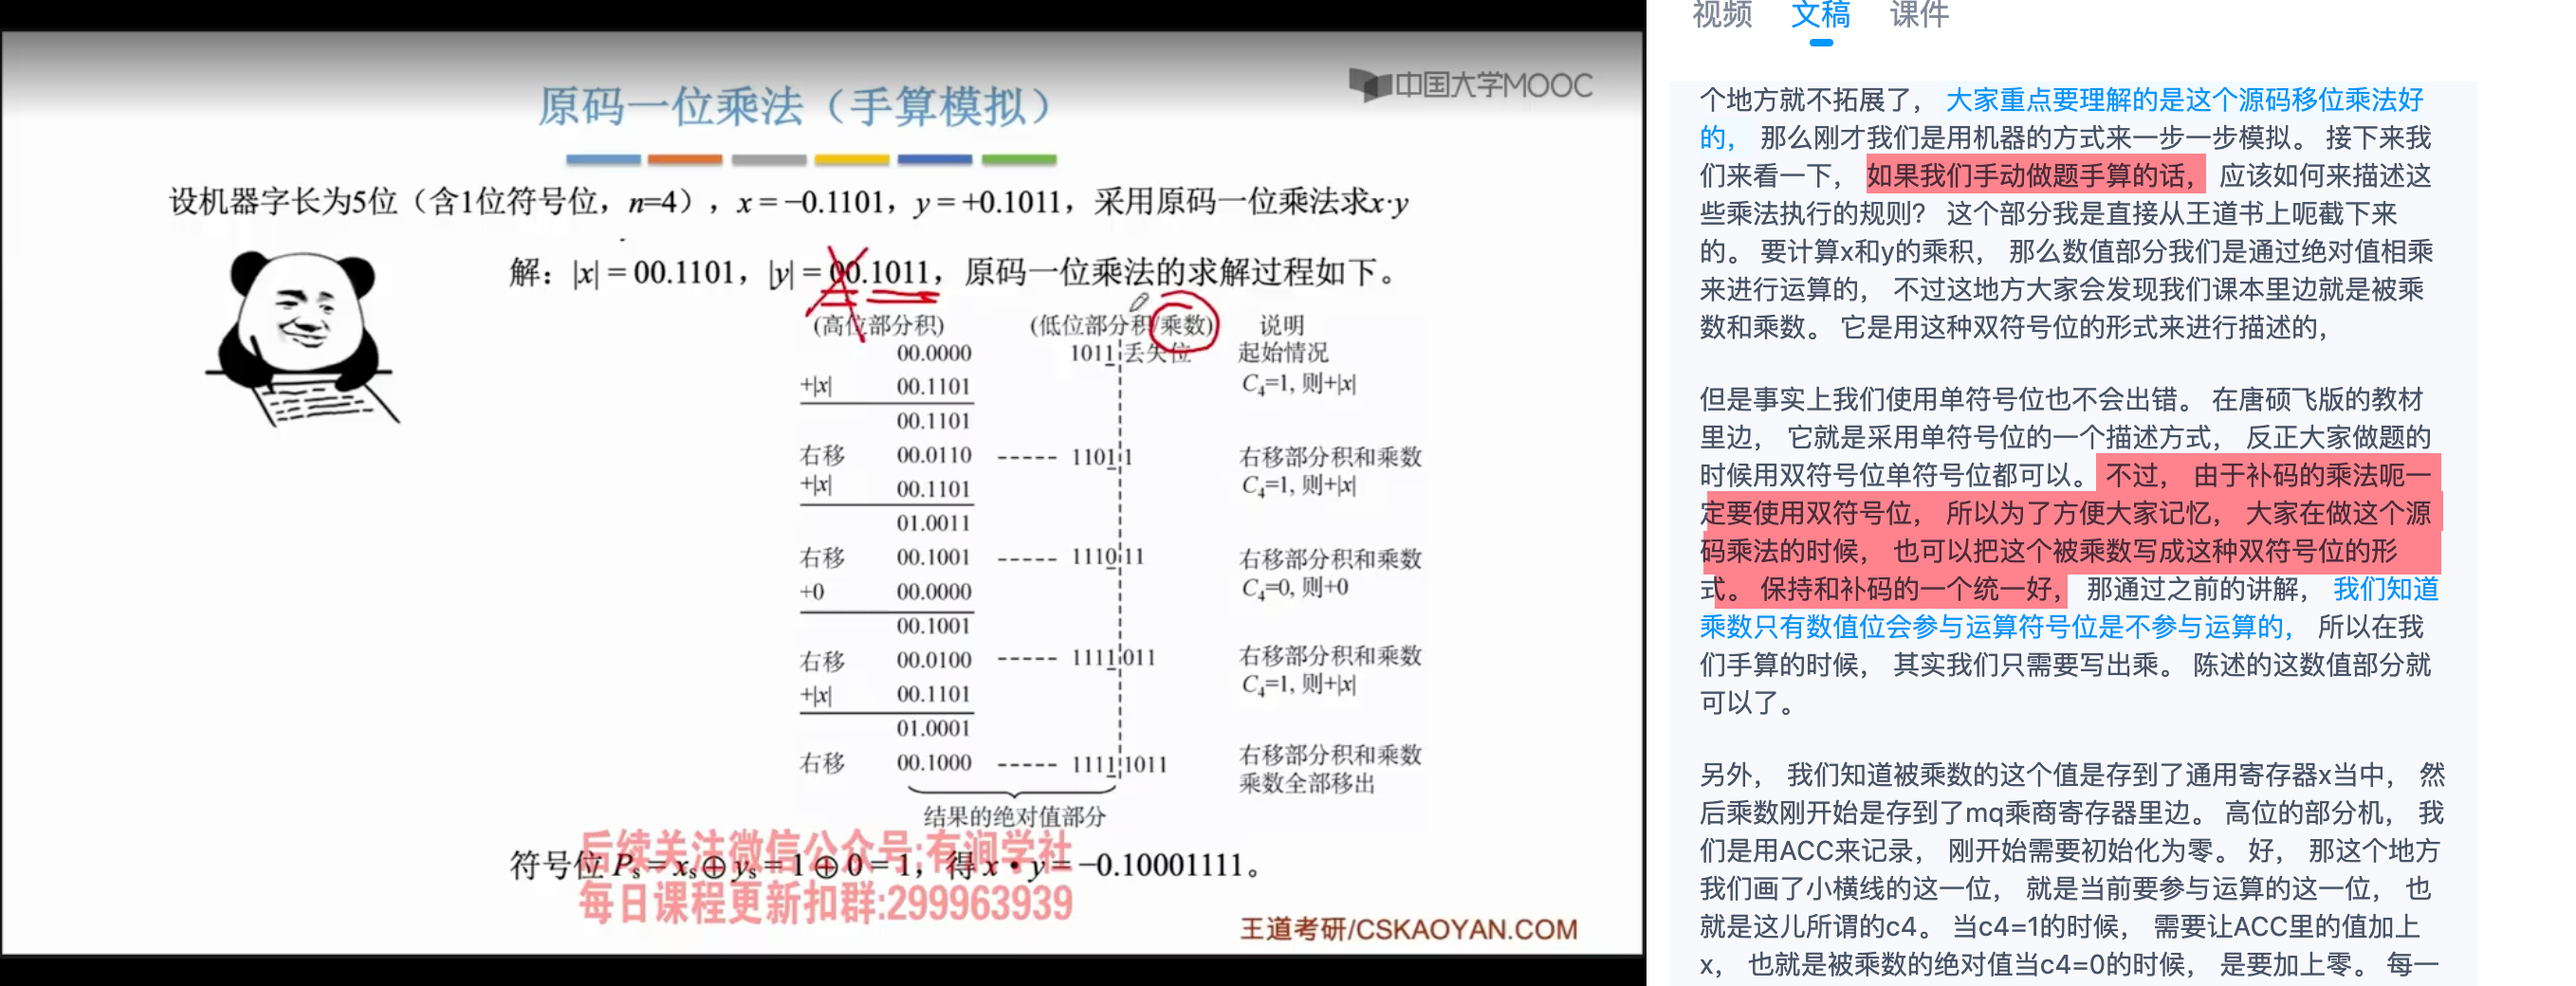 中国大学MOOC
原码一位乘法（手算模拟）
设机器字长为5位（含1位符号位，n=4），x = −0.1101，y = +0.1011，采用原码一位乘法求x·y
解：|x| = 00.1101，|y| = 00.1011，原码一位乘法的求解过程如下。
(高位部分积) (低位部分积/乘数) 说明
00.0000 1011 丢失位 起始情况
+|x| 00.1101 C₄=1, 则+|x|
00.1101
右移 00.0110 ----- 1101 1 右移部分积和乘数
+|x| 00.1101 C₄=1, 则+|x|
01.0011
右移 00.1001 ----- 1110 11 右移部分积和乘数
+0 00.0000 C₄=0, 则+0
00.1001
右移 00.0100 ----- 1111 011 右移部分积和乘数
+|x| 00.1101 C₄=1, 则+|x|
01.0001
右移 00.1000 ----- 1111 1011 右移部分积和乘数
乘数全部移出
结果的绝对值部分
后续关注微信公众号;有涧学社
符号位 Pₛ = xₛ⊕yₛ = 1⊕0 = 1，得 x·y = −0.10001111。
每日课程更新扣群:299963939
王道考研/CSKAOYAN.COM
视频 文稿 课件
个地方就不拓展了， 大家重点要理解的是这个源码移位乘法好
的， 那么刚才我们是用机器的方式来一步一步模拟。 接下来我
们来看一下， 如果我们手动做题手算的话， 应该如何来描述这
些乘法执行的规则? 这个部分我是直接从王道书上呃截下来
的。 要计算x和y的乘积， 那么数值部分我们是通过绝对值相乘
来进行运算的， 不过这地方大家会发现我们课本里边就是被乘
数和乘数。 它是用这种双符号位的形式来进行描述的，
但是事实上我们使用单符号位也不会出错。 在唐硕飞版的教材
里边， 它就是采用单符号位的一个描述方式， 反正大家做题的
时候用双符号位单符号位都可以。 不过， 由于补码的乘法呃一
定要使用双符号位， 所以为了方便大家记忆， 大家在做这个源
码乘法的时候， 也可以把这个被乘数写成这种双符号位的形
式。 保持和补码的一个统一好， 那通过之前的讲解， 我们知道
乘数只有数值位会参与运算符号位是不参与运算的， 所以在我
们手算的时候， 其实我们只需要写出乘。 陈述的这数值部分就
可以了。
另外， 我们知道被乘数的这个值是存到了通用寄存器x当中， 然
后乘数刚开始是存到了mq乘商寄存器里边。 高位的部分机， 我
们是用ACC来记录， 刚开始需要初始化为零。 好， 那这个地方
我们画了小横线的这一位， 就是当前要参与运算的这一位， 也
就是这儿所谓的c4。 当c4=1的时候， 需要让ACC里的值加上
x， 也就是被乘数的绝对值当c4=0的时候， 是要加上零。 每一